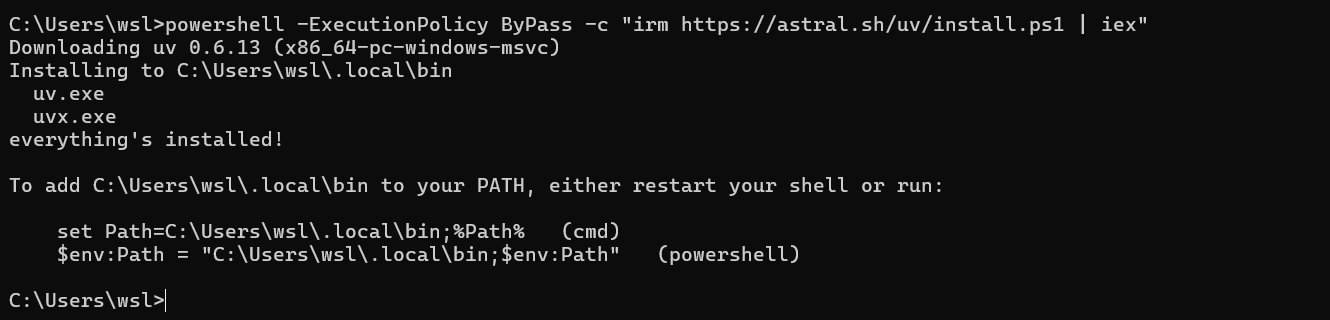 C:\Users\wsl>powershell -ExecutionPolicy ByPass -c "irm https://astral.sh/uv/install.ps1 | iex"
Downloading uv 0.6.13 (x86_64-pc-windows-msvc)
Installing to C:\Users\wsl\.local\bin
  uv.exe
  uvx.exe
everything's installed!

To add C:\Users\wsl\.local\bin to your PATH, either restart your shell or run:

    set Path=C:\Users\wsl\.local\bin;%Path%   (cmd)
    $env:Path = "C:\Users\wsl\.local\bin;$env:Path"   (powershell)

C:\Users\wsl>